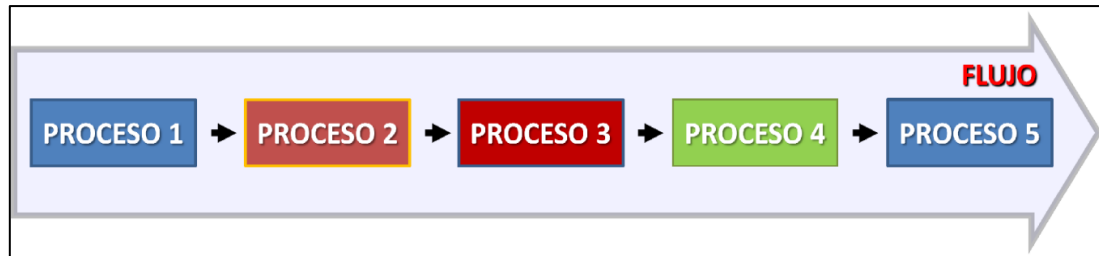 FLUJO
PROCESO 1
PROCESO 2
PROCESO 3
PROCESO 4
PROCESO 5